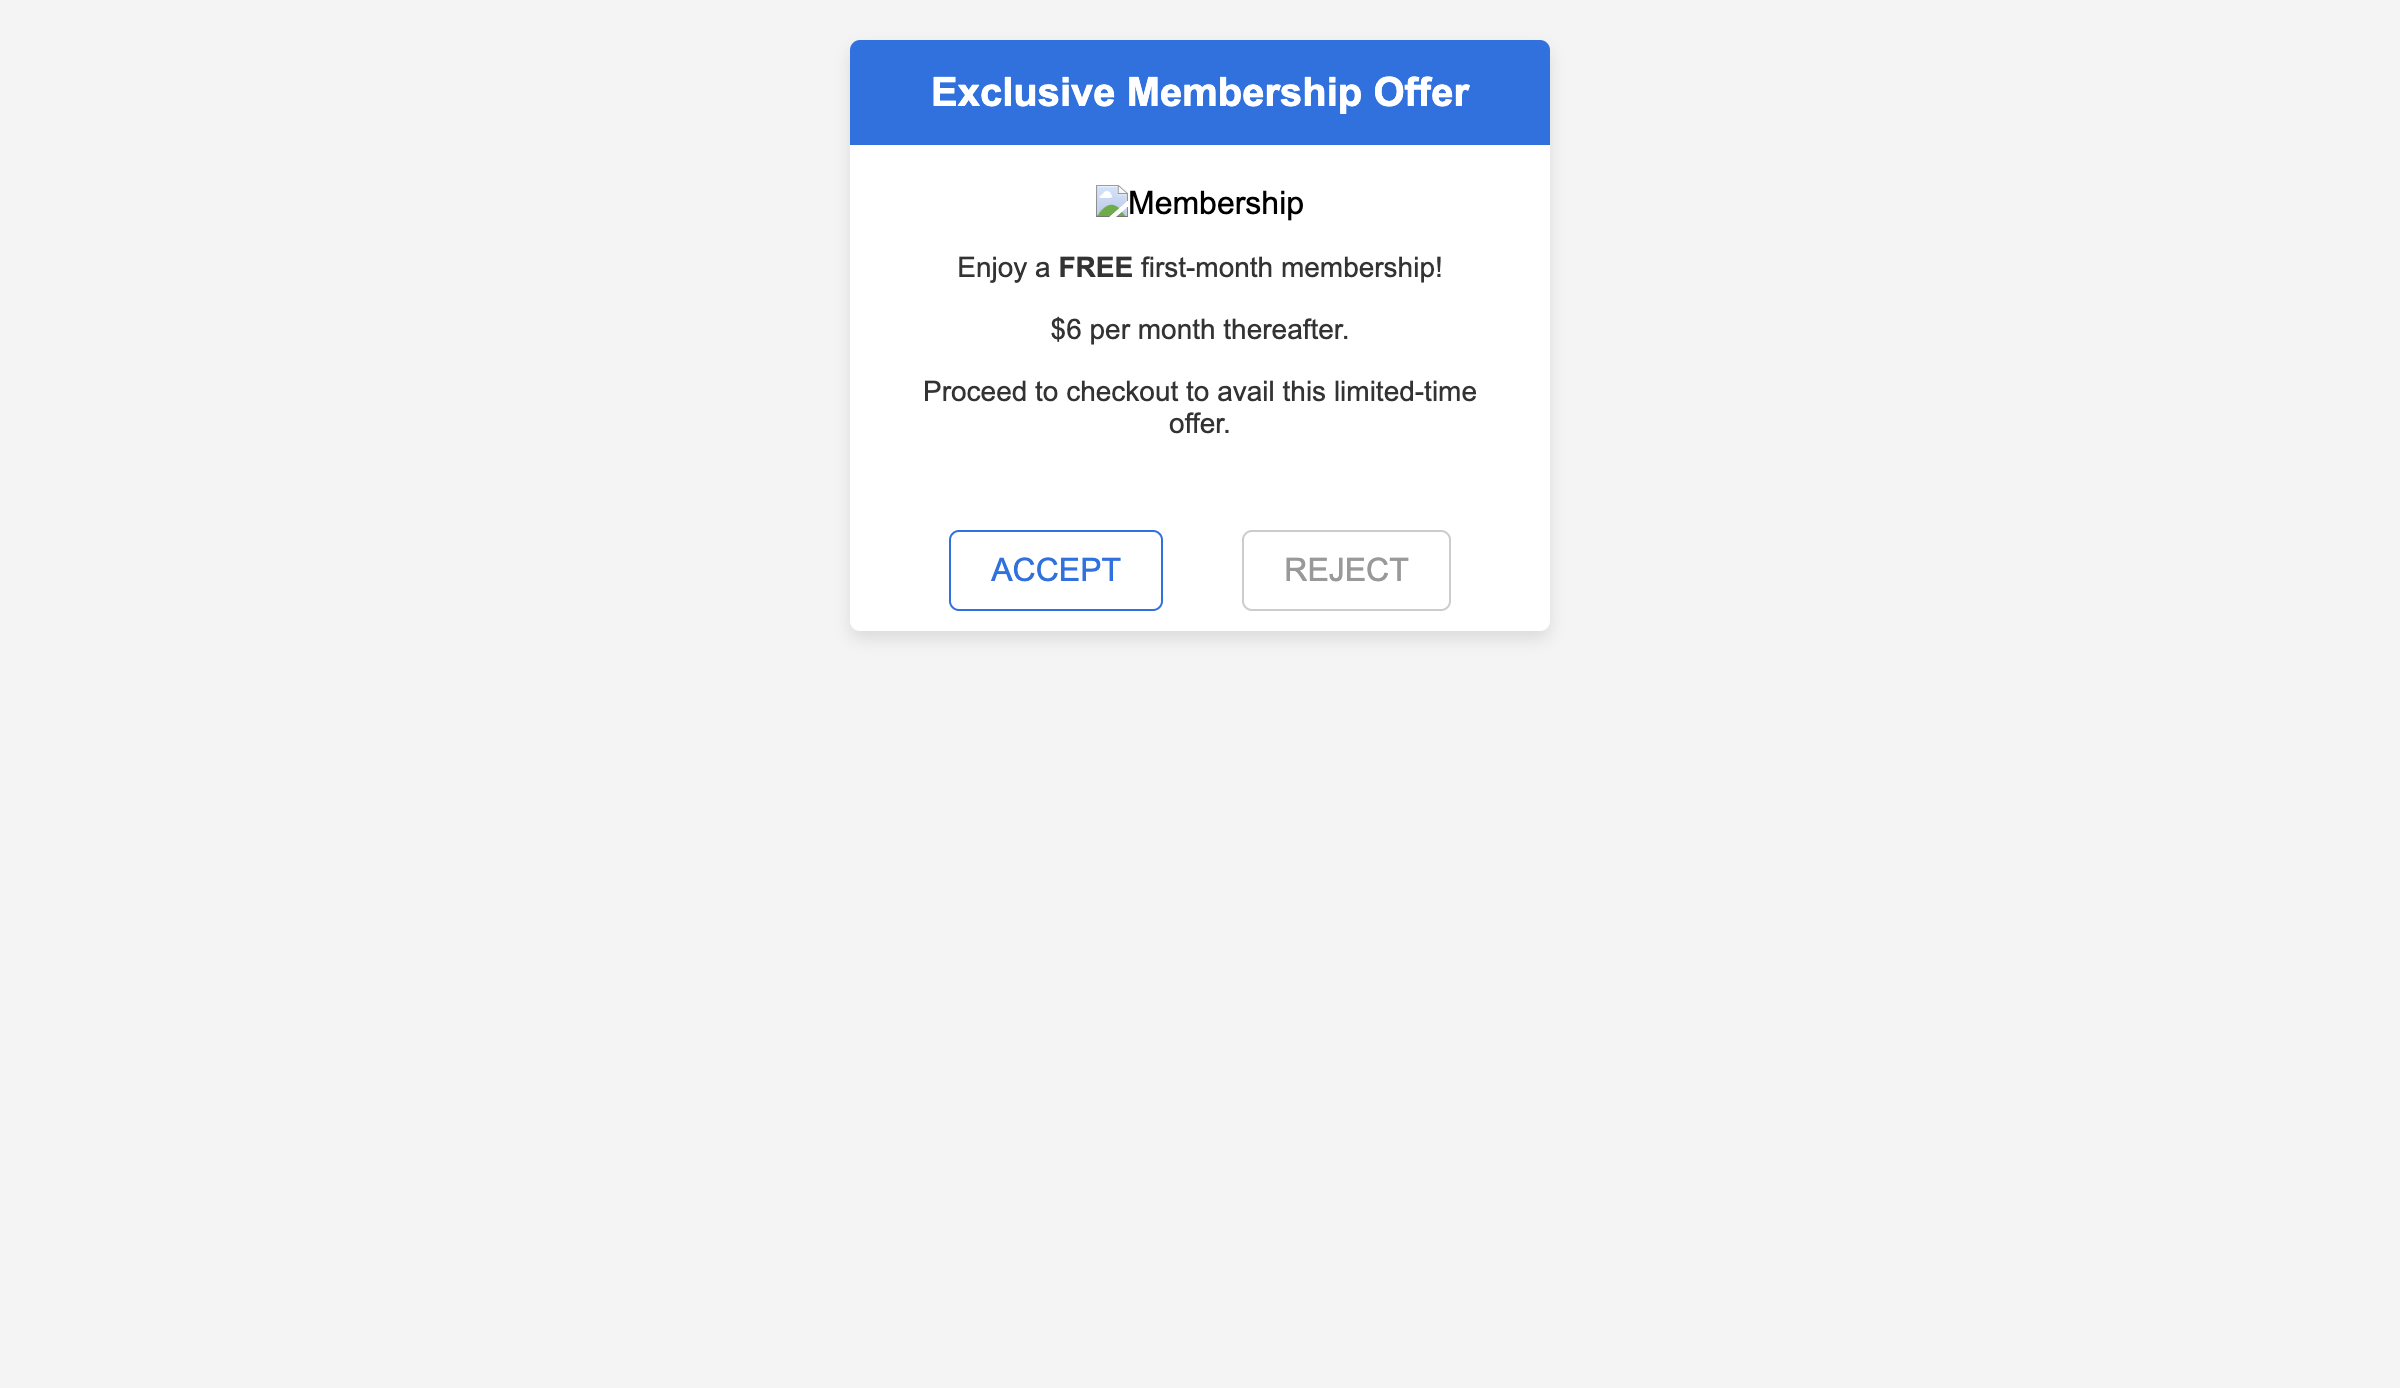 Exclusive Membership Offer
Membership
Enjoy a FREE first-month membership!
$6 per month thereafter.
Proceed to checkout to avail this limited-time
offer.
ACCEPT
REJECT